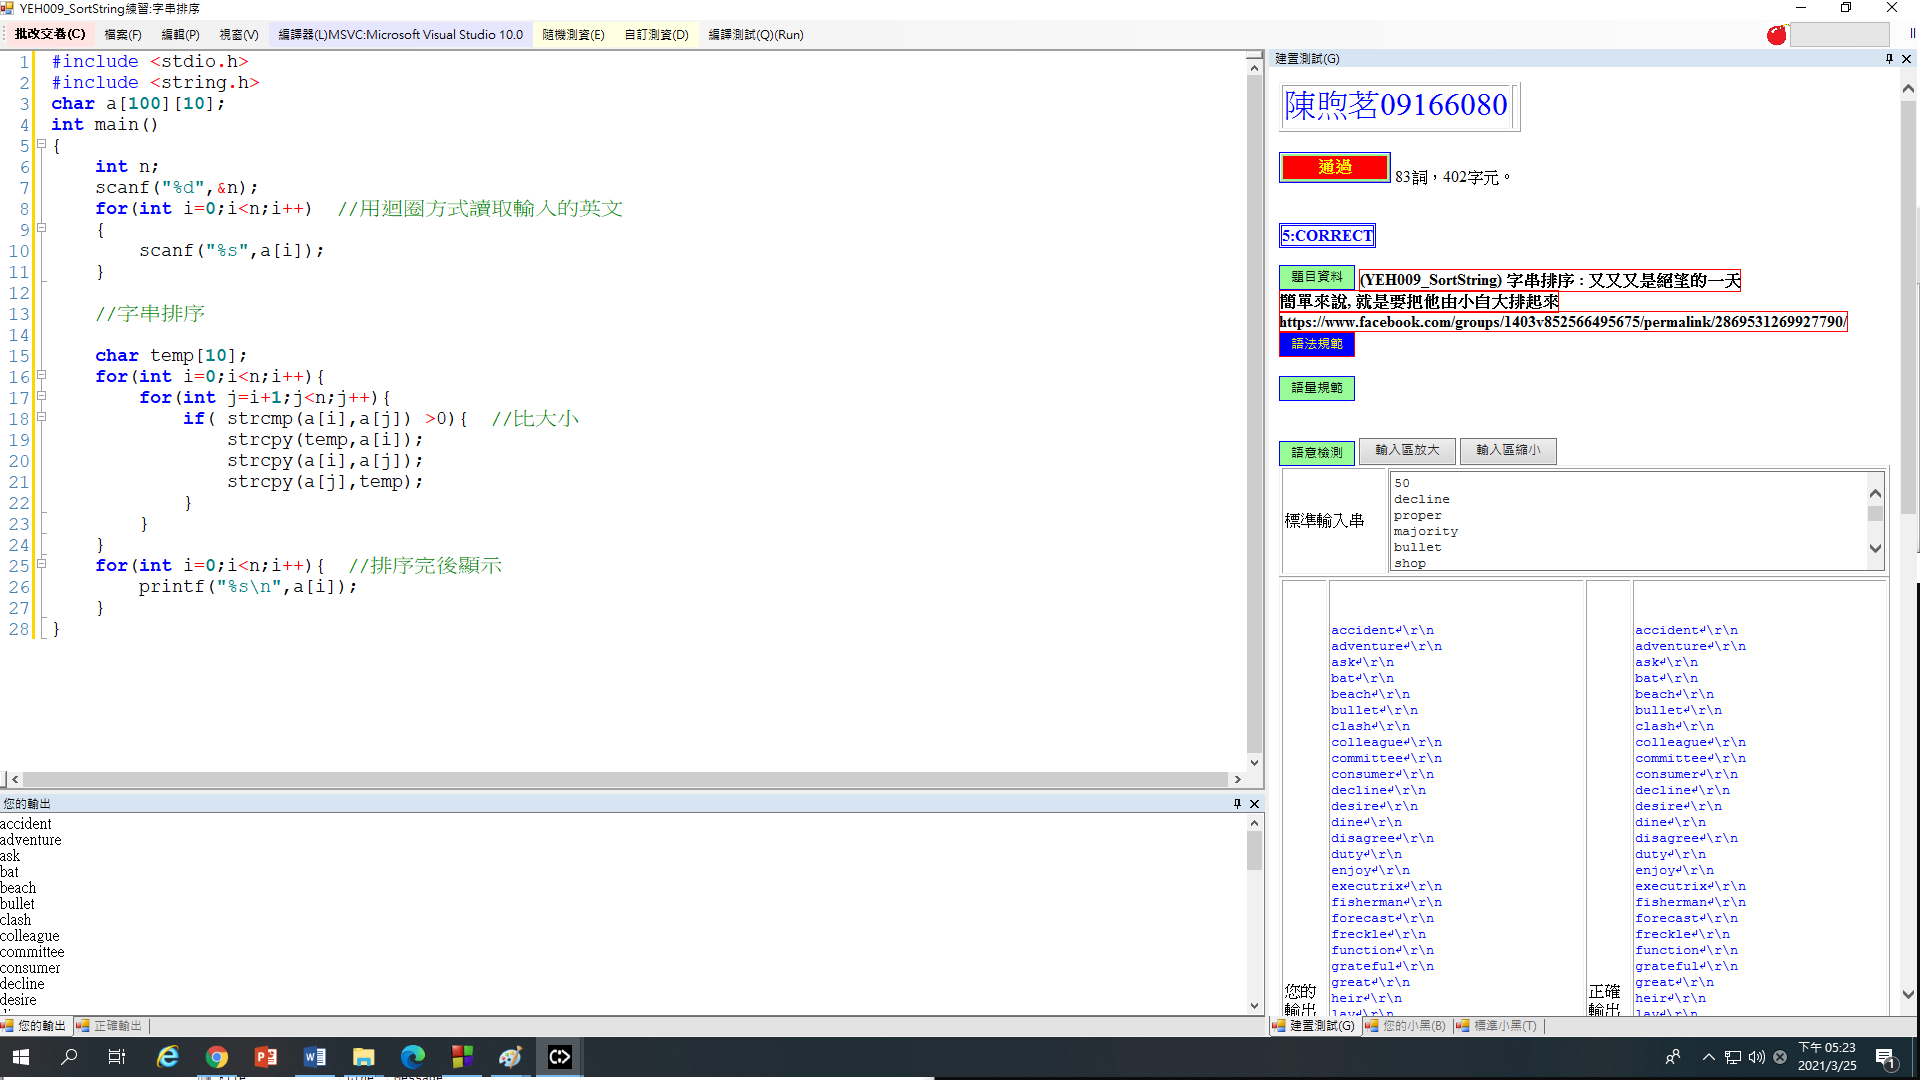 YEH009_SortString練習:字串排序
批改交卷(C) 檔案(F) 編輯(P) 視窗(V) 編譯器(L)MSVC:Microsoft Visual Studio 10.0 隨機測資(E) 自訂測資(D) 編譯測試(Q)(Run)
1 #include <stdio.h>
2 #include <string.h>
3 char a[100][10];
4 int main()
5 {
6     int n;
7     scanf("%d",&n);
8     for(int i=0;i<n;i++)  //用迴圈方式讀取輸入的英文
9     {
10         scanf("%s",a[i]);
11     }
12
13     //字串排序
14
15     char temp[10];
16     for(int i=0;i<n;i++){
17         for(int j=i+1;j<n;j++){
18             if( strcmp(a[i],a[j]) >0){  //比大小
19                 strcpy(temp,a[i]);
20                 strcpy(a[i],a[j]);
21                 strcpy(a[j],temp);
22             }
23         }
24     }
25     for(int i=0;i<n;i++){  //排序完後顯示
26         printf("%s\n",a[i]);
27     }
28 }
您的輸出
accident
adventure
ask
bat
beach
bullet
clash
colleague
committee
consumer
decline
desire
您的輸出 正確輸出
建置測試(G)
陳煦茗09166080
通過 83詞，402字元。
5:CORRECT
題目資料 (YEH009_SortString) 字串排序 : 又又又是絕望的一天
簡單來說, 就是要把他由小自大排起來
https://www.facebook.com/groups/1403v852566495675/permalink/2869531269927790/
語法規範
語量規範
語意檢測 輸入區放大 輸入區縮小
標準輸入串
50
decline
proper
majority
bullet
shop
您的輸出
accident↵\r\n
adventure↵\r\n
ask↵\r\n
bat↵\r\n
beach↵\r\n
bullet↵\r\n
clash↵\r\n
colleague↵\r\n
committee↵\r\n
consumer↵\r\n
decline↵\r\n
desire↵\r\n
dine↵\r\n
disagree↵\r\n
duty↵\r\n
enjoy↵\r\n
executrix↵\r\n
fisherman↵\r\n
forecast↵\r\n
freckle↵\r\n
function↵\r\n
grateful↵\r\n
great↵\r\n
heir↵\r\n
lav↵\r\n
正確輸出
accident↵\r\n
adventure↵\r\n
ask↵\r\n
bat↵\r\n
beach↵\r\n
bullet↵\r\n
clash↵\r\n
colleague↵\r\n
committee↵\r\n
consumer↵\r\n
decline↵\r\n
desire↵\r\n
dine↵\r\n
disagree↵\r\n
duty↵\r\n
enjoy↵\r\n
executrix↵\r\n
fisherman↵\r\n
forecast↵\r\n
freckle↵\r\n
function↵\r\n
grateful↵\r\n
great↵\r\n
heir↵\r\n
建置測試(G) 您的小黑(B) 標準小黑(T)
下午 05:23
2021/3/25
1